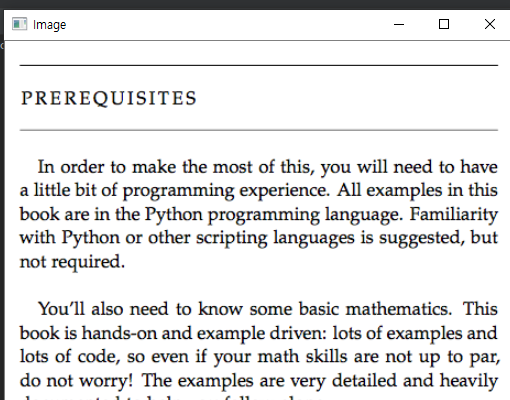 Image
PREREQUISITES
In order to make the most of this, you will need to have
a little bit of programming experience. All examples in this
book are in the Python programming language. Familiarity
with Python or other scripting languages is suggested, but
not required.
You'll also need to know some basic mathematics. This
book is hands-on and example driven: lots of examples and
lots of code, so even if your math skills are not up to par,
do not worry! The examples are very detailed and heavily